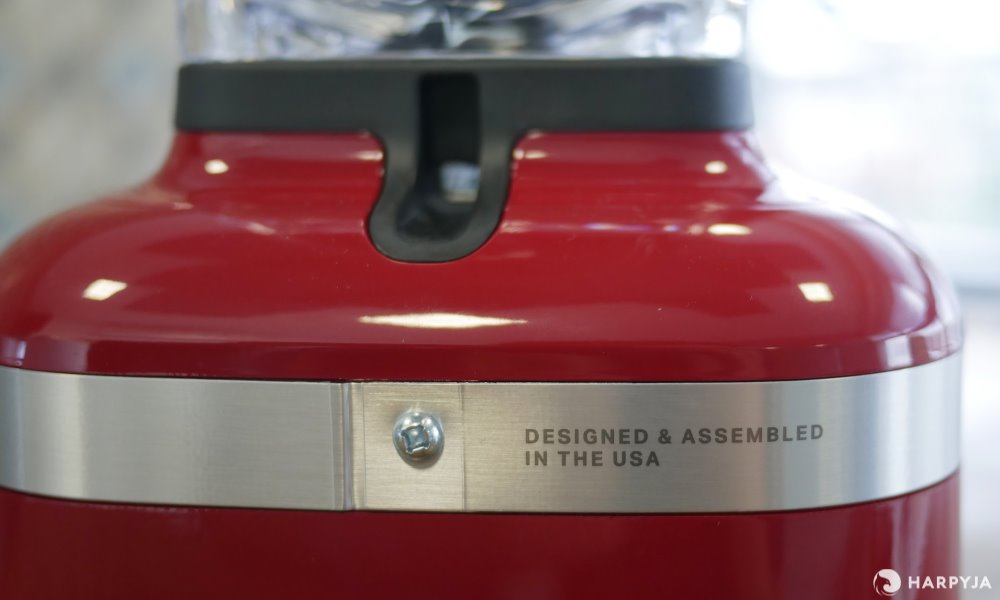 DESIGNED & ASSEMBLED
IN THE USA
HARPYJA